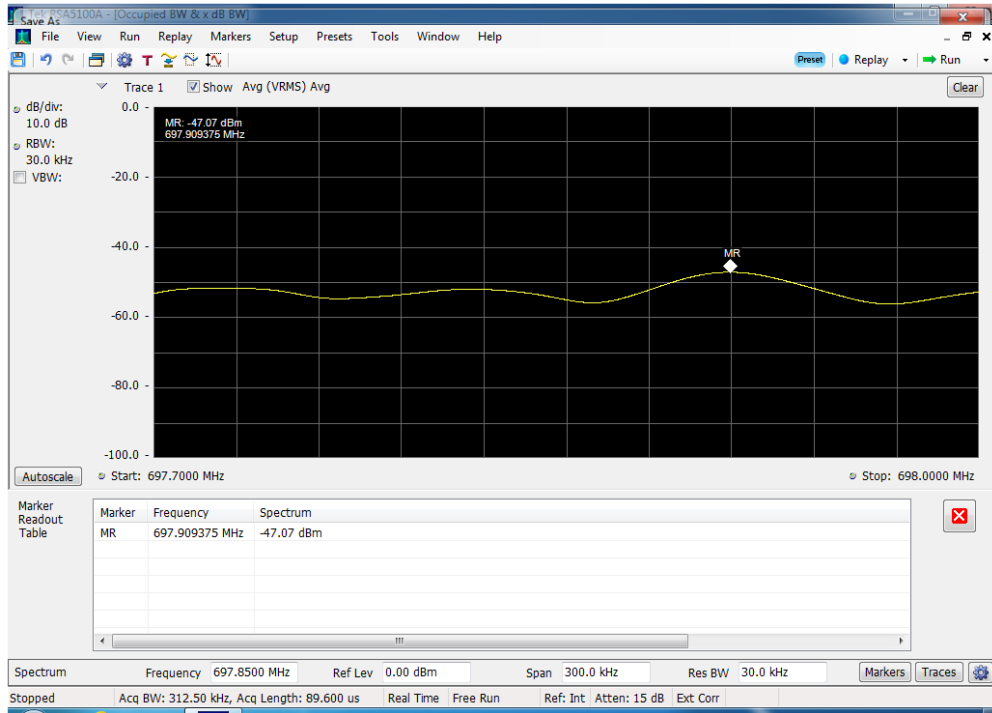 Tek RSA5100A - [Occupied BW & x dB BW]
Save As
File View Run Replay Markers Setup Presets Tools Window Help
T Preset Replay Run
Trace 1 Show Avg (VRMS) Avg Clear
dB/div:
10.0 dB
RBW:
30.0 kHz
VBW:
0.0
-20.0
-40.0
-60.0
-80.0
-100.0
MR: -47.07 dBm
697.909375 MHz
MR
Autoscale Start: 697.7000 MHz Stop: 698.0000 MHz
Marker
Readout
Table
Marker Frequency Spectrum
MR 697.909375 MHz -47.07 dBm
Spectrum Frequency 697.8500 MHz Ref Lev 0.00 dBm Span 300.0 kHz Res BW 30.0 kHz Markers Traces
Stopped Acq BW: 312.50 kHz, Acq Length: 89.600 us Real Time Free Run Ref: Int Atten: 15 dB Ext Corr